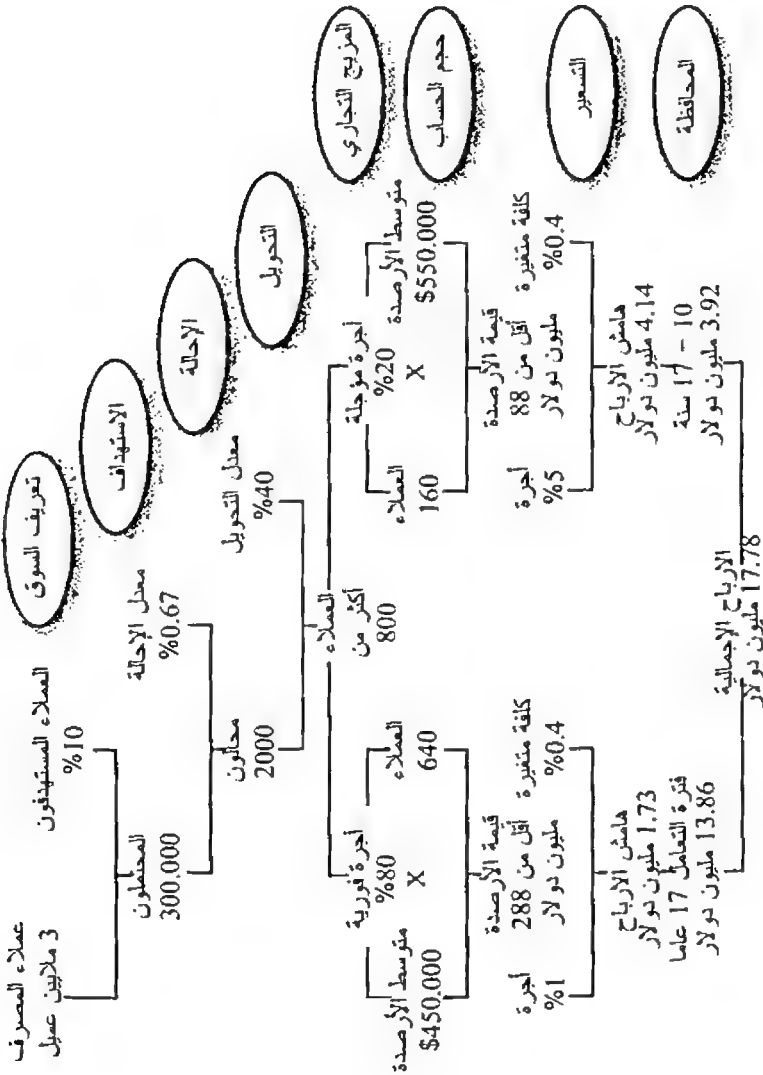 عملاء المصرف
3 ملايين عميل
العملاء المستهدفون
%10
تعريف السوق
المحتملون
300.000
معدل الإحالة
%0.67
الاستهداف
محالون
2000
معدل التحويل
%40
الإحالة
العملاء
أكثر من
800
التحويل
أجرة فورية
%80
X
أجرة مؤجلة
%20
X
المزيج التجاري
متوسط الأرصدة
$450.000
العملاء
640
العملاء
160
متوسط الأرصدة
$550.000
حجم الحساب
قيمة الأرصدة
أقل من 288
مليون دولار
قيمة الأرصدة
أقل من 88
مليون دولار
أجرة
%1
كلفة متغيرة
%0.4
أجرة
%5
كلفة متغيرة
%0.4
التسعير
هامش الأرباح
1.73 مليون دولار
فترة التعامل 17 عاما
13.86 مليون دولار
هامش الأرباح
4.14 مليون دولار
10 – 17 سنة
3.92 مليون دولار
المحافظة
الأرباح الإجمالية
17.78 مليون دولار